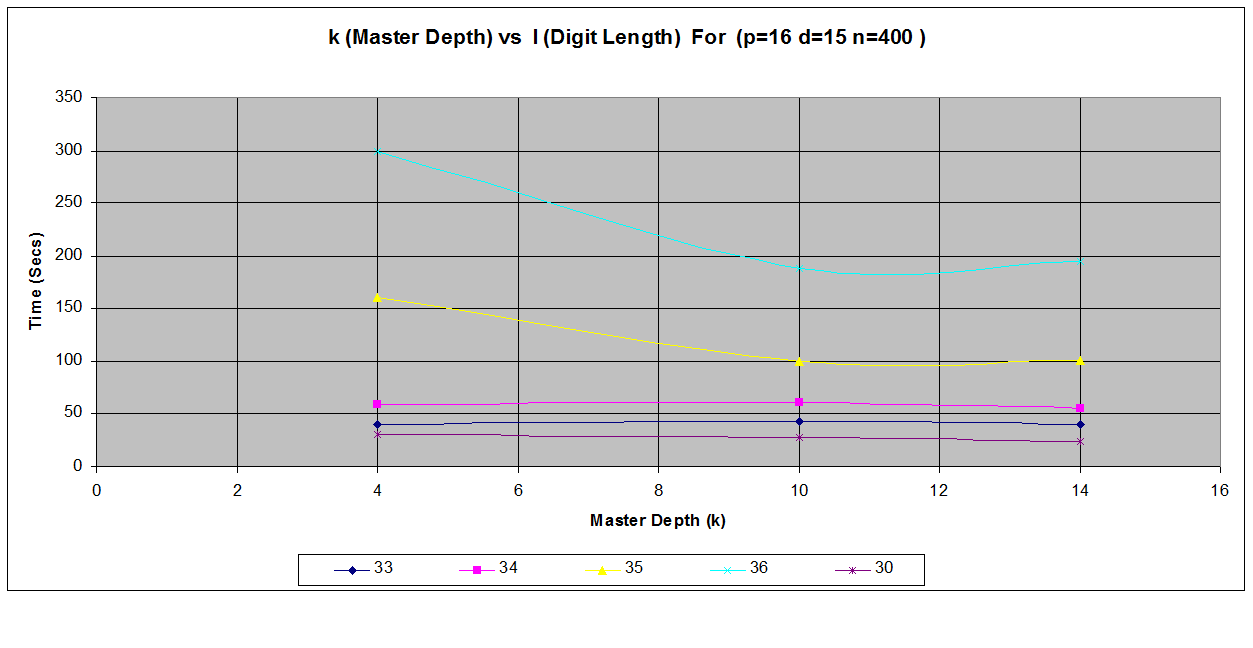 k (Master Depth) vs l (Digit Length) For (p=16 d=15 n=400 )
350
300
250
200
150
100
50
0
Time (Secs)
0 2 4 6 8 10 12 14 16
Master Depth (k)
33 34 35 36 30